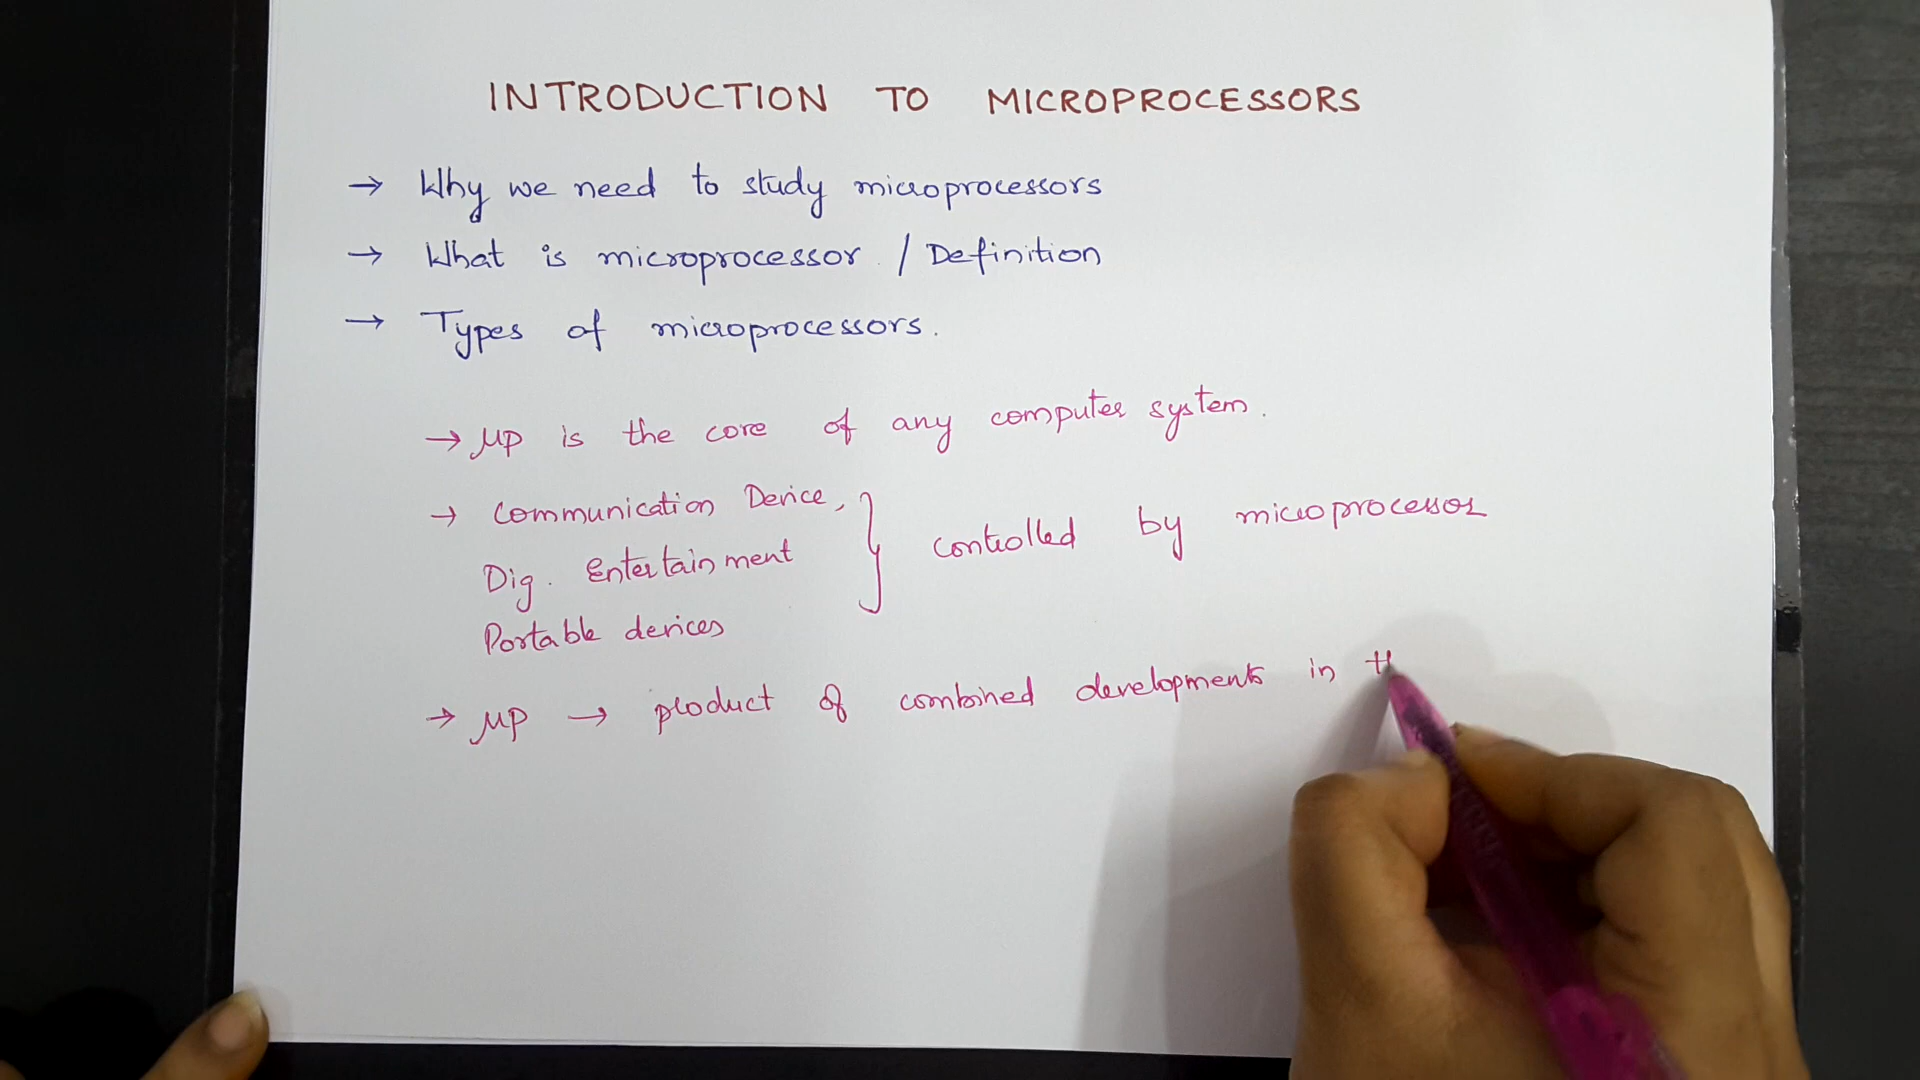 INTRODUCTION TO MICROPROCESSORS
→ Why we need to study microprocessors
→ What is microprocessor / Definition
→ Types of microprocessors.
→ μp is the core of any computer system.
→ Communication Device,
Dig. Entertainment
Portable devices
} controlled by microprocessor
→ μp → product of combined developments in th